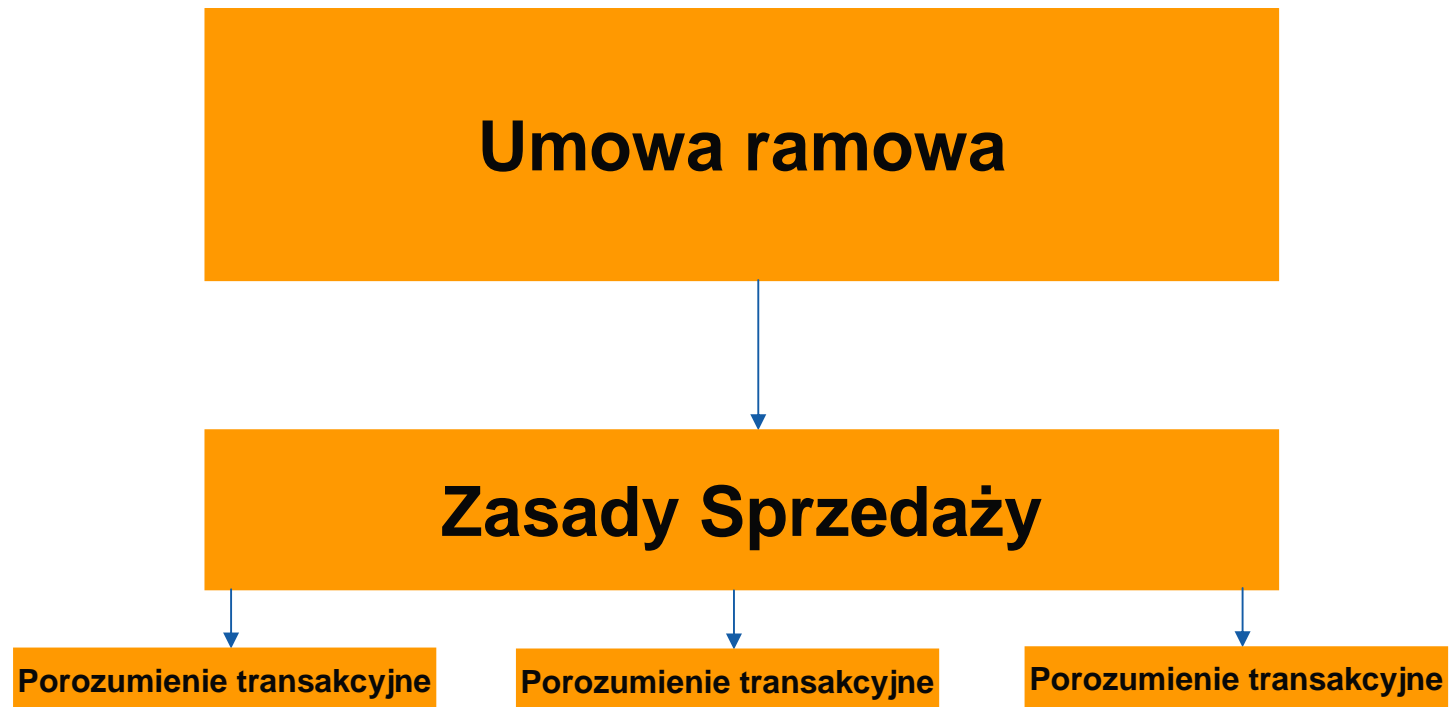 Umowa ramowa
Zasady Sprzedaży
Porozumienie transakcyjne
Porozumienie transakcyjne
Porozumienie transakcyjne